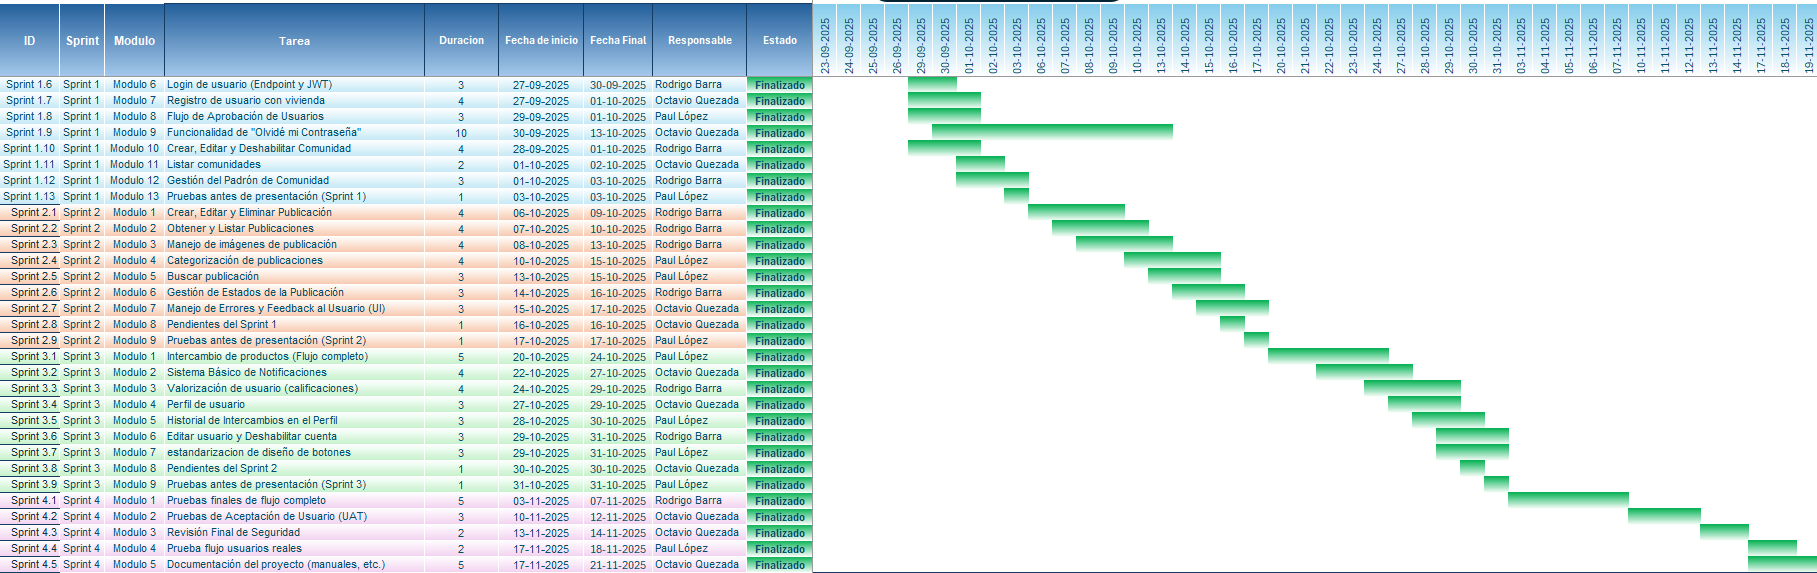 ID Sprint Modulo Tarea Duracion Fecha de inicio Fecha Final Responsable Estado 23-09-2025 24-09-2025 25-09-2025 26-09-2025 29-09-2025 01-10-2025 02-10-2025 03-10-2025 06-10-2025 07-10-2025 08-10-2025 09-10-2025 10-10-2025 13-10-2025 14-10-2025 15-10-2025 16-10-2025 17-10-2025 20-10-2025 21-10-2025 22-10-2025 23-10-2025 24-10-2025 27-10-2025 28-10-2025 29-10-2025 30-10-2025 31-10-2025 03-11-2025 04-11-2025 05-11-2025 06-11-2025 07-11-2025 10-11-2025 11-11-2025 12-11-2025 13-11-2025 14-11-2025 17-11-2025 18-11-2025 19-11-2025
Sprint 1.6 Sprint 1 Modulo 6 Login de usuario (Endpoint y JWT) 3 27-09-2025 30-09-2025 Rodrigo Barra Finalizado
Sprint 1.7 Sprint 1 Modulo 7 Registro de usuario con vivienda 4 27-09-2025 01-10-2025 Octavio Quezada Finalizado
Sprint 1.8 Sprint 1 Modulo 8 Flujo de Aprobación de Usuarios 3 29-09-2025 01-10-2025 Paul López Finalizado
Sprint 1.9 Sprint 1 Modulo 9 Funcionalidad de "Olvidé mi Contraseña" 10 30-09-2025 13-10-2025 Octavio Quezada Finalizado
Sprint 1.10 Sprint 1 Modulo 10 Crear, Editar y Deshabilitar Comunidad 4 28-09-2025 01-10-2025 Rodrigo Barra Finalizado
Sprint 1.11 Sprint 1 Modulo 11 Listar comunidades 2 01-10-2025 02-10-2025 Octavio Quezada Finalizado
Sprint 1.12 Sprint 1 Modulo 12 Gestión del Padrón de Comunidad 3 01-10-2025 03-10-2025 Rodrigo Barra Finalizado
Sprint 1.13 Sprint 1 Modulo 13 Pruebas antes de presentación (Sprint 1) 1 03-10-2025 03-10-2025 Paul López Finalizado
Sprint 2.1 Sprint 2 Modulo 1 Crear, Editar y Eliminar Publicación 4 06-10-2025 09-10-2025 Rodrigo Barra Finalizado
Sprint 2.2 Sprint 2 Modulo 2 Obtener y Listar Publicaciones 4 07-10-2025 10-10-2025 Rodrigo Barra Finalizado
Sprint 2.3 Sprint 2 Modulo 3 Manejo de imágenes de publicación 4 08-10-2025 13-10-2025 Rodrigo Barra Finalizado
Sprint 2.4 Sprint 2 Modulo 4 Categorización de publicaciones 4 10-10-2025 15-10-2025 Paul López Finalizado
Sprint 2.5 Sprint 2 Modulo 5 Buscar publicación 3 13-10-2025 15-10-2025 Paul López Finalizado
Sprint 2.6 Sprint 2 Modulo 6 Gestión de Estados de la Publicación 3 14-10-2025 16-10-2025 Rodrigo Barra Finalizado
Sprint 2.7 Sprint 2 Modulo 7 Manejo de Errores y Feedback al Usuario (UI) 3 15-10-2025 17-10-2025 Octavio Quezada Finalizado
Sprint 2.8 Sprint 2 Modulo 8 Pendientes del Sprint 1 1 16-10-2025 16-10-2025 Octavio Quezada Finalizado
Sprint 2.9 Sprint 2 Modulo 9 Pruebas antes de presentación (Sprint 2) 1 17-10-2025 17-10-2025 Paul López Finalizado
Sprint 3.1 Sprint 3 Modulo 1 Intercambio de productos (Flujo completo) 5 20-10-2025 24-10-2025 Paul López Finalizado
Sprint 3.2 Sprint 3 Modulo 2 Sistema Básico de Notificaciones 4 22-10-2025 27-10-2025 Octavio Quezada Finalizado
Sprint 3.3 Sprint 3 Modulo 3 Valorización de usuario (calificaciones) 4 24-10-2025 29-10-2025 Rodrigo Barra Finalizado
Sprint 3.4 Sprint 3 Modulo 4 Perfil de usuario 3 27-10-2025 29-10-2025 Octavio Quezada Finalizado
Sprint 3.5 Sprint 3 Modulo 5 Historial de Intercambios en el Perfil 3 28-10-2025 30-10-2025 Paul López Finalizado
Sprint 3.6 Sprint 3 Modulo 6 Editar usuario y Deshabilitar cuenta 3 29-10-2025 31-10-2025 Rodrigo Barra Finalizado
Sprint 3.7 Sprint 3 Modulo 7 estandarizacion de diseño de botones 3 29-10-2025 31-10-2025 Paul López Finalizado
Sprint 3.8 Sprint 3 Modulo 8 Pendientes del Sprint 2 1 30-10-2025 30-10-2025 Octavio Quezada Finalizado
Sprint 3.9 Sprint 3 Modulo 9 Pruebas antes de presentación (Sprint 3) 1 31-10-2025 31-10-2025 Paul López Finalizado
Sprint 4.1 Sprint 4 Modulo 1 Pruebas finales de flujo completo 5 03-11-2025 07-11-2025 Rodrigo Barra Finalizado
Sprint 4.2 Sprint 4 Modulo 2 Pruebas de Aceptación de Usuario (UAT) 3 10-11-2025 12-11-2025 Octavio Quezada Finalizado
Sprint 4.3 Sprint 4 Modulo 3 Revisión Final de Seguridad 2 13-11-2025 14-11-2025 Octavio Quezada Finalizado
Sprint 4.4 Sprint 4 Modulo 4 Prueba flujo usuarios reales 2 17-11-2025 18-11-2025 Paul López Finalizado
Sprint 4.5 Sprint 4 Modulo 5 Documentación del proyecto (manuales, etc.) 5 17-11-2025 21-11-2025 Octavio Quezada Finalizado